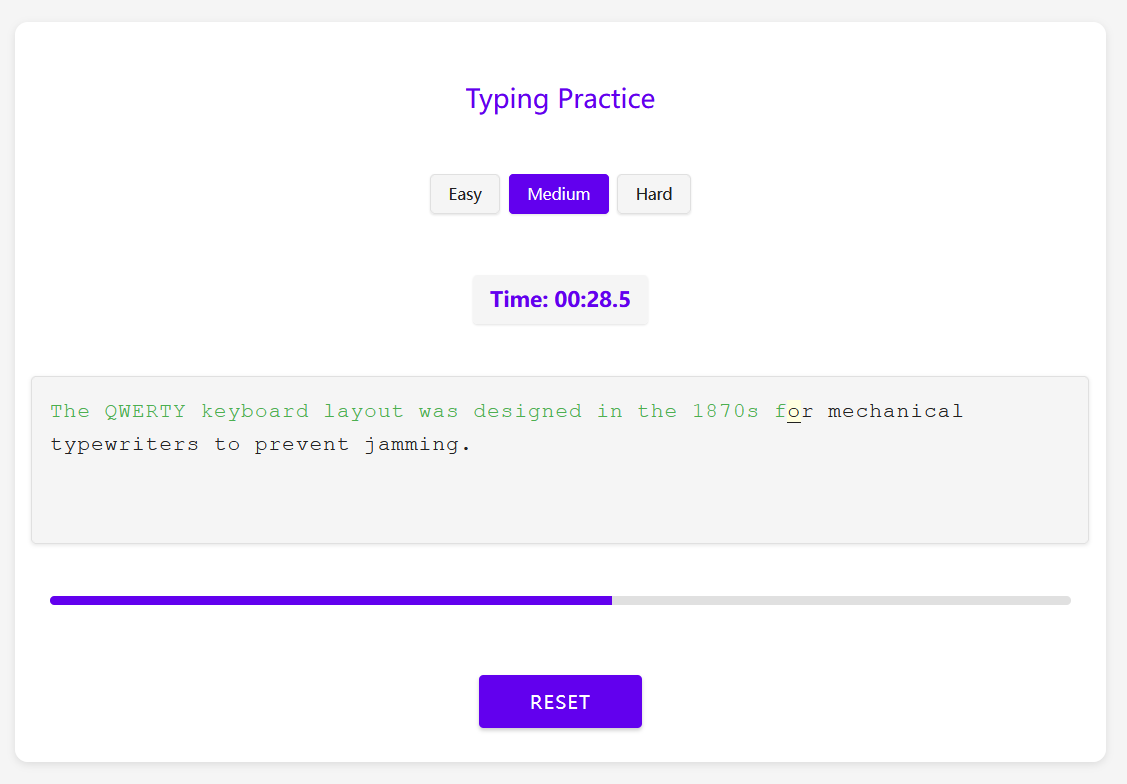 Typing Practice
Easy Medium Hard
Time: 00:28.5
The QWERTY keyboard layout was designed in the 1870s for mechanical
typewriters to prevent jamming.
RESET